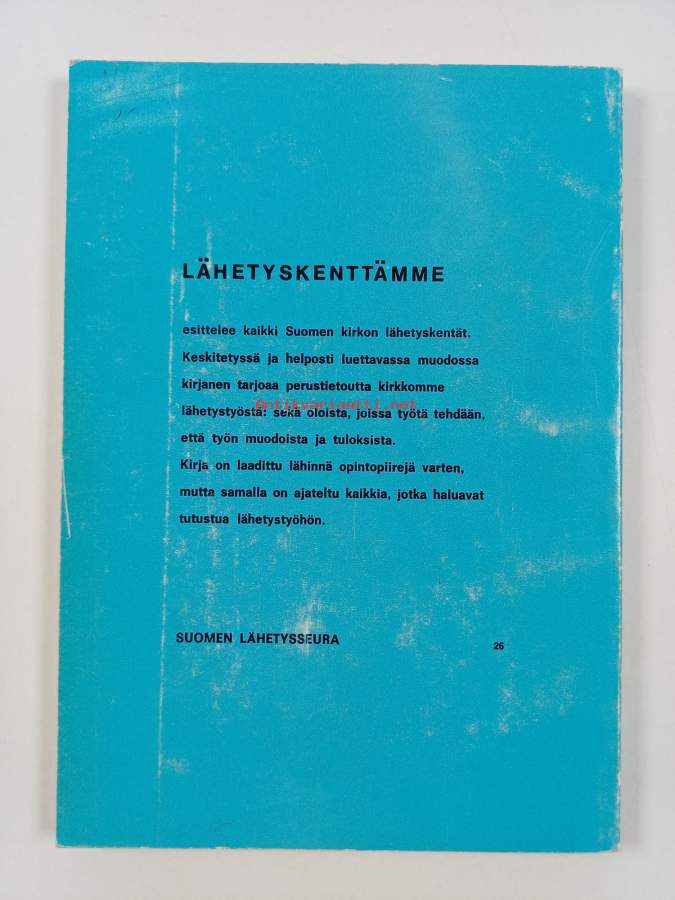 LÄHETYSKENTTÄMME
esittelee kaikki Suomen kirkon lähetyskentät.
Keskitetyssä ja helposti luettavassa muodossa
kirjanen tarjoaa perustietoutta kirkkomme
lähetystyöstä: sekä oloista, joissa työtä tehdään,
Antikvariaatti.net
että työn muodoista ja tuloksista.
Kirja on laadittu lähinnä opintopiirejä varten,
mutta samalla on ajateltu kaikkia, jotka haluavat
tutustua lähetystyöhön.
SUOMEN LÄHETYSSEURA
26